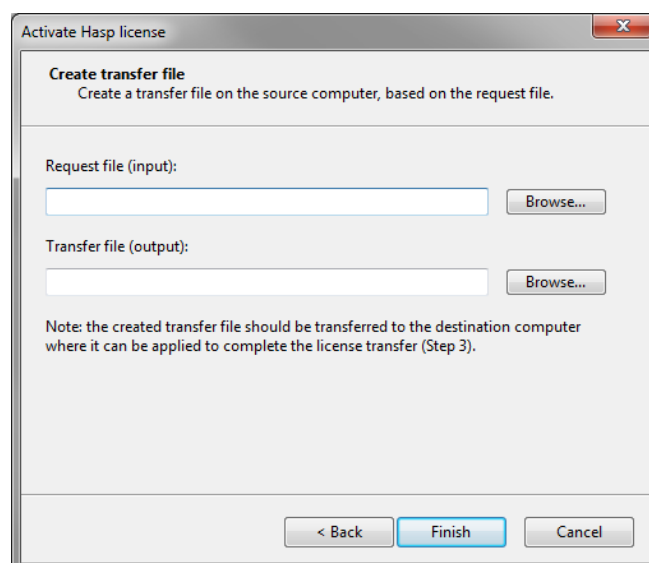 Activate Hasp license
Create transfer file
Create a transfer file on the source computer, based on the request file.
Request file (input):
Browse...
Transfer file (output):
Browse...
Note: the created transfer file should be transferred to the destination computer
where it can be applied to complete the license transfer (Step 3).
< Back
Finish
Cancel